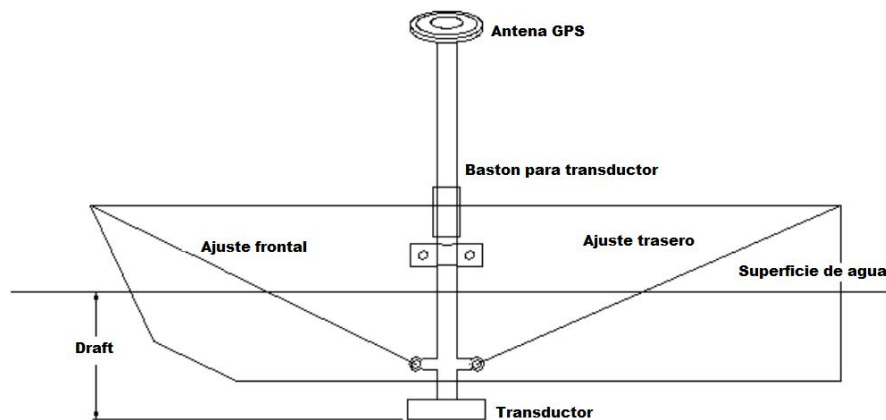 Antena GPS
Baston para transductor
Ajuste frontal
Ajuste trasero
Superficie de agua
Draft
Transductor